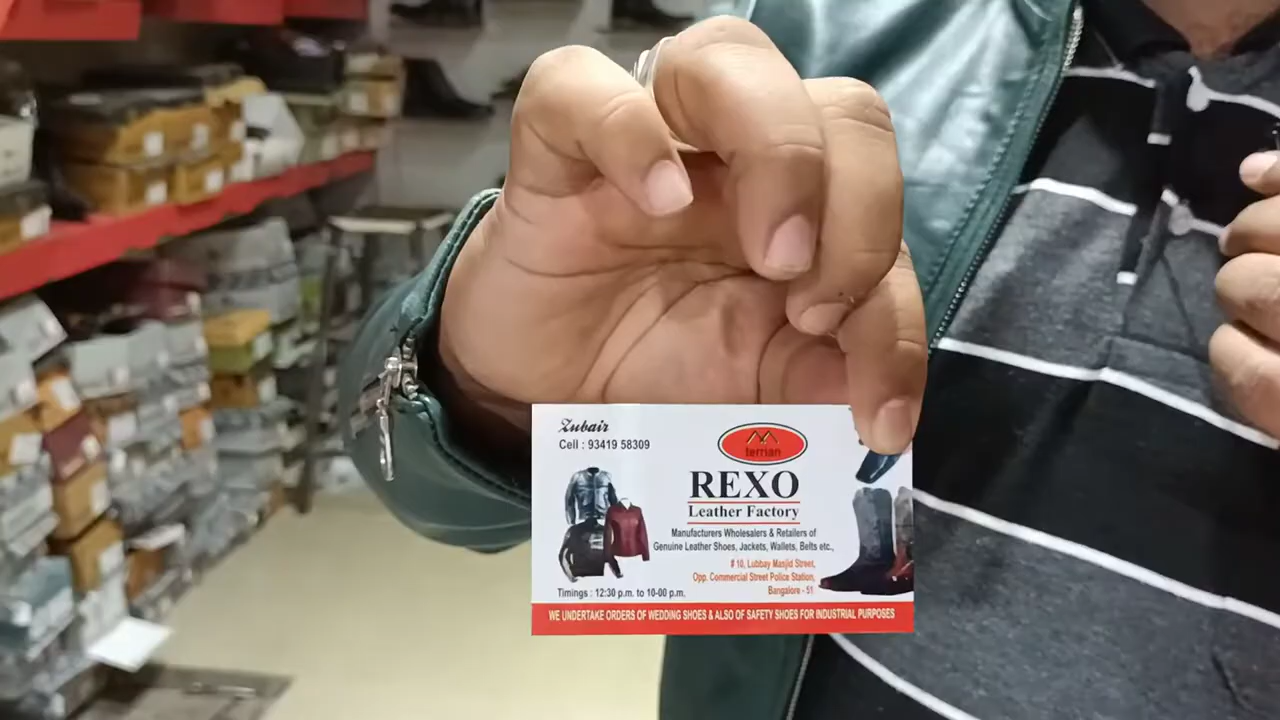 Zubair
Cell : 93419 58309
terrian
REXO
Leather Factory
Manufacturers Wholesalers & Retailers of
Genuine Leather Shoes, Jackets, Wallets, Belts etc.,
# 10, Lubbay Masjid Street,
Opp. Commercial Street Police Station,
Bangalore - 51
Timings : 12:30 p.m. to 10-00 p.m.
WE UNDERTAKE ORDERS OF WEDDING SHOES & ALSO OF SAFETY SHOES FOR INDUSTRIAL PURPOSES